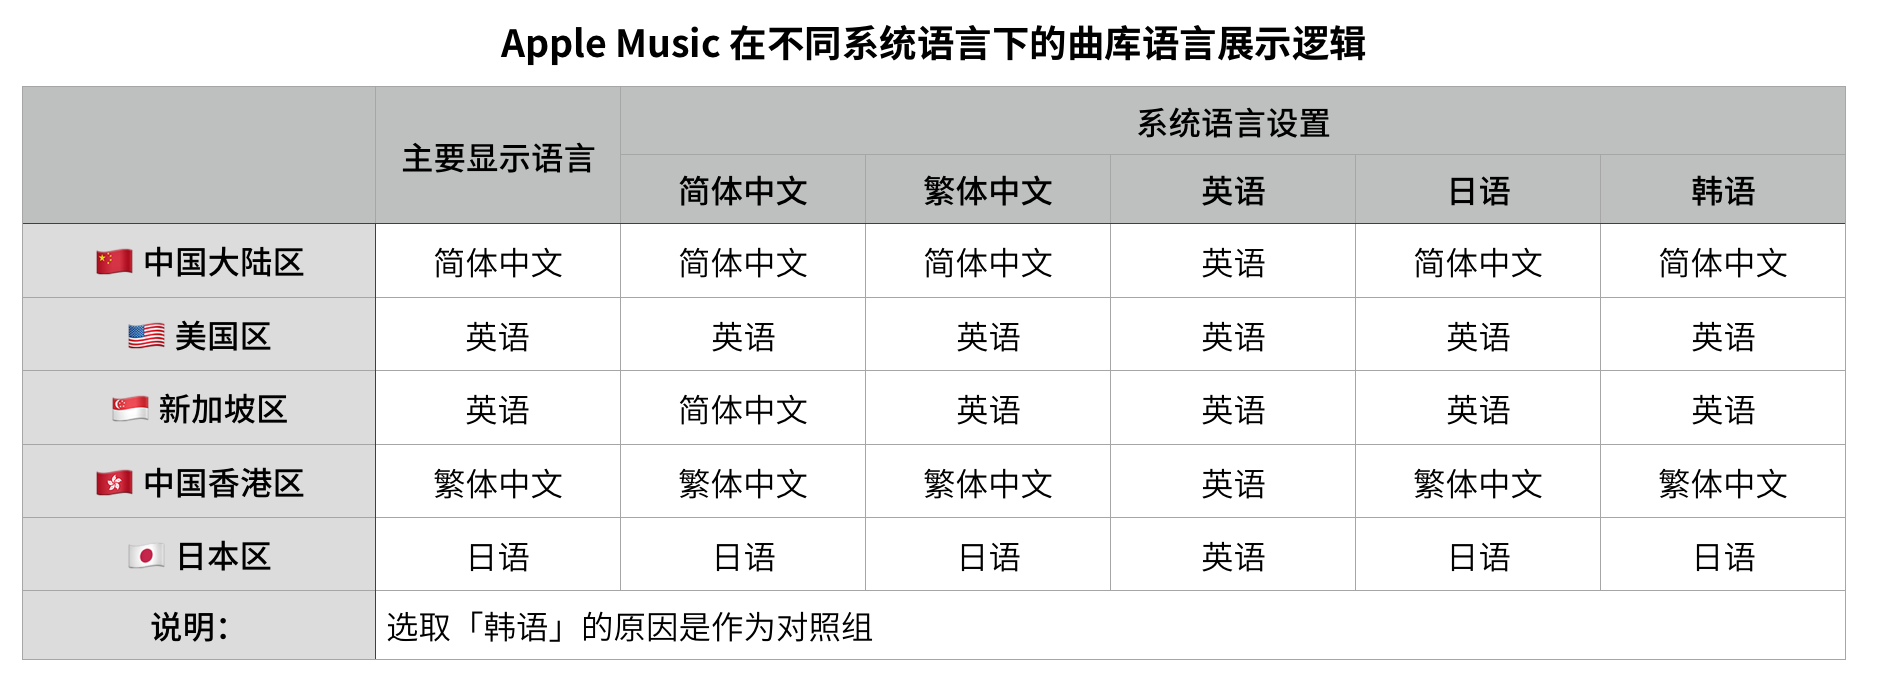 Apple Music 在不同系统语言下的曲库语言展示逻辑
主要显示语言 系统语言设置
简体中文 繁体中文 英语 日语 韩语
中国大陆区 简体中文 简体中文 简体中文 英语 简体中文 简体中文
美国区 英语 英语 英语 英语 英语 英语
新加坡区 英语 简体中文 英语 英语 英语 英语
中国香港区 繁体中文 繁体中文 繁体中文 英语 繁体中文 繁体中文
日本区 日语 日语 日语 英语 日语 日语
说明： 选取「韩语」的原因是作为对照组